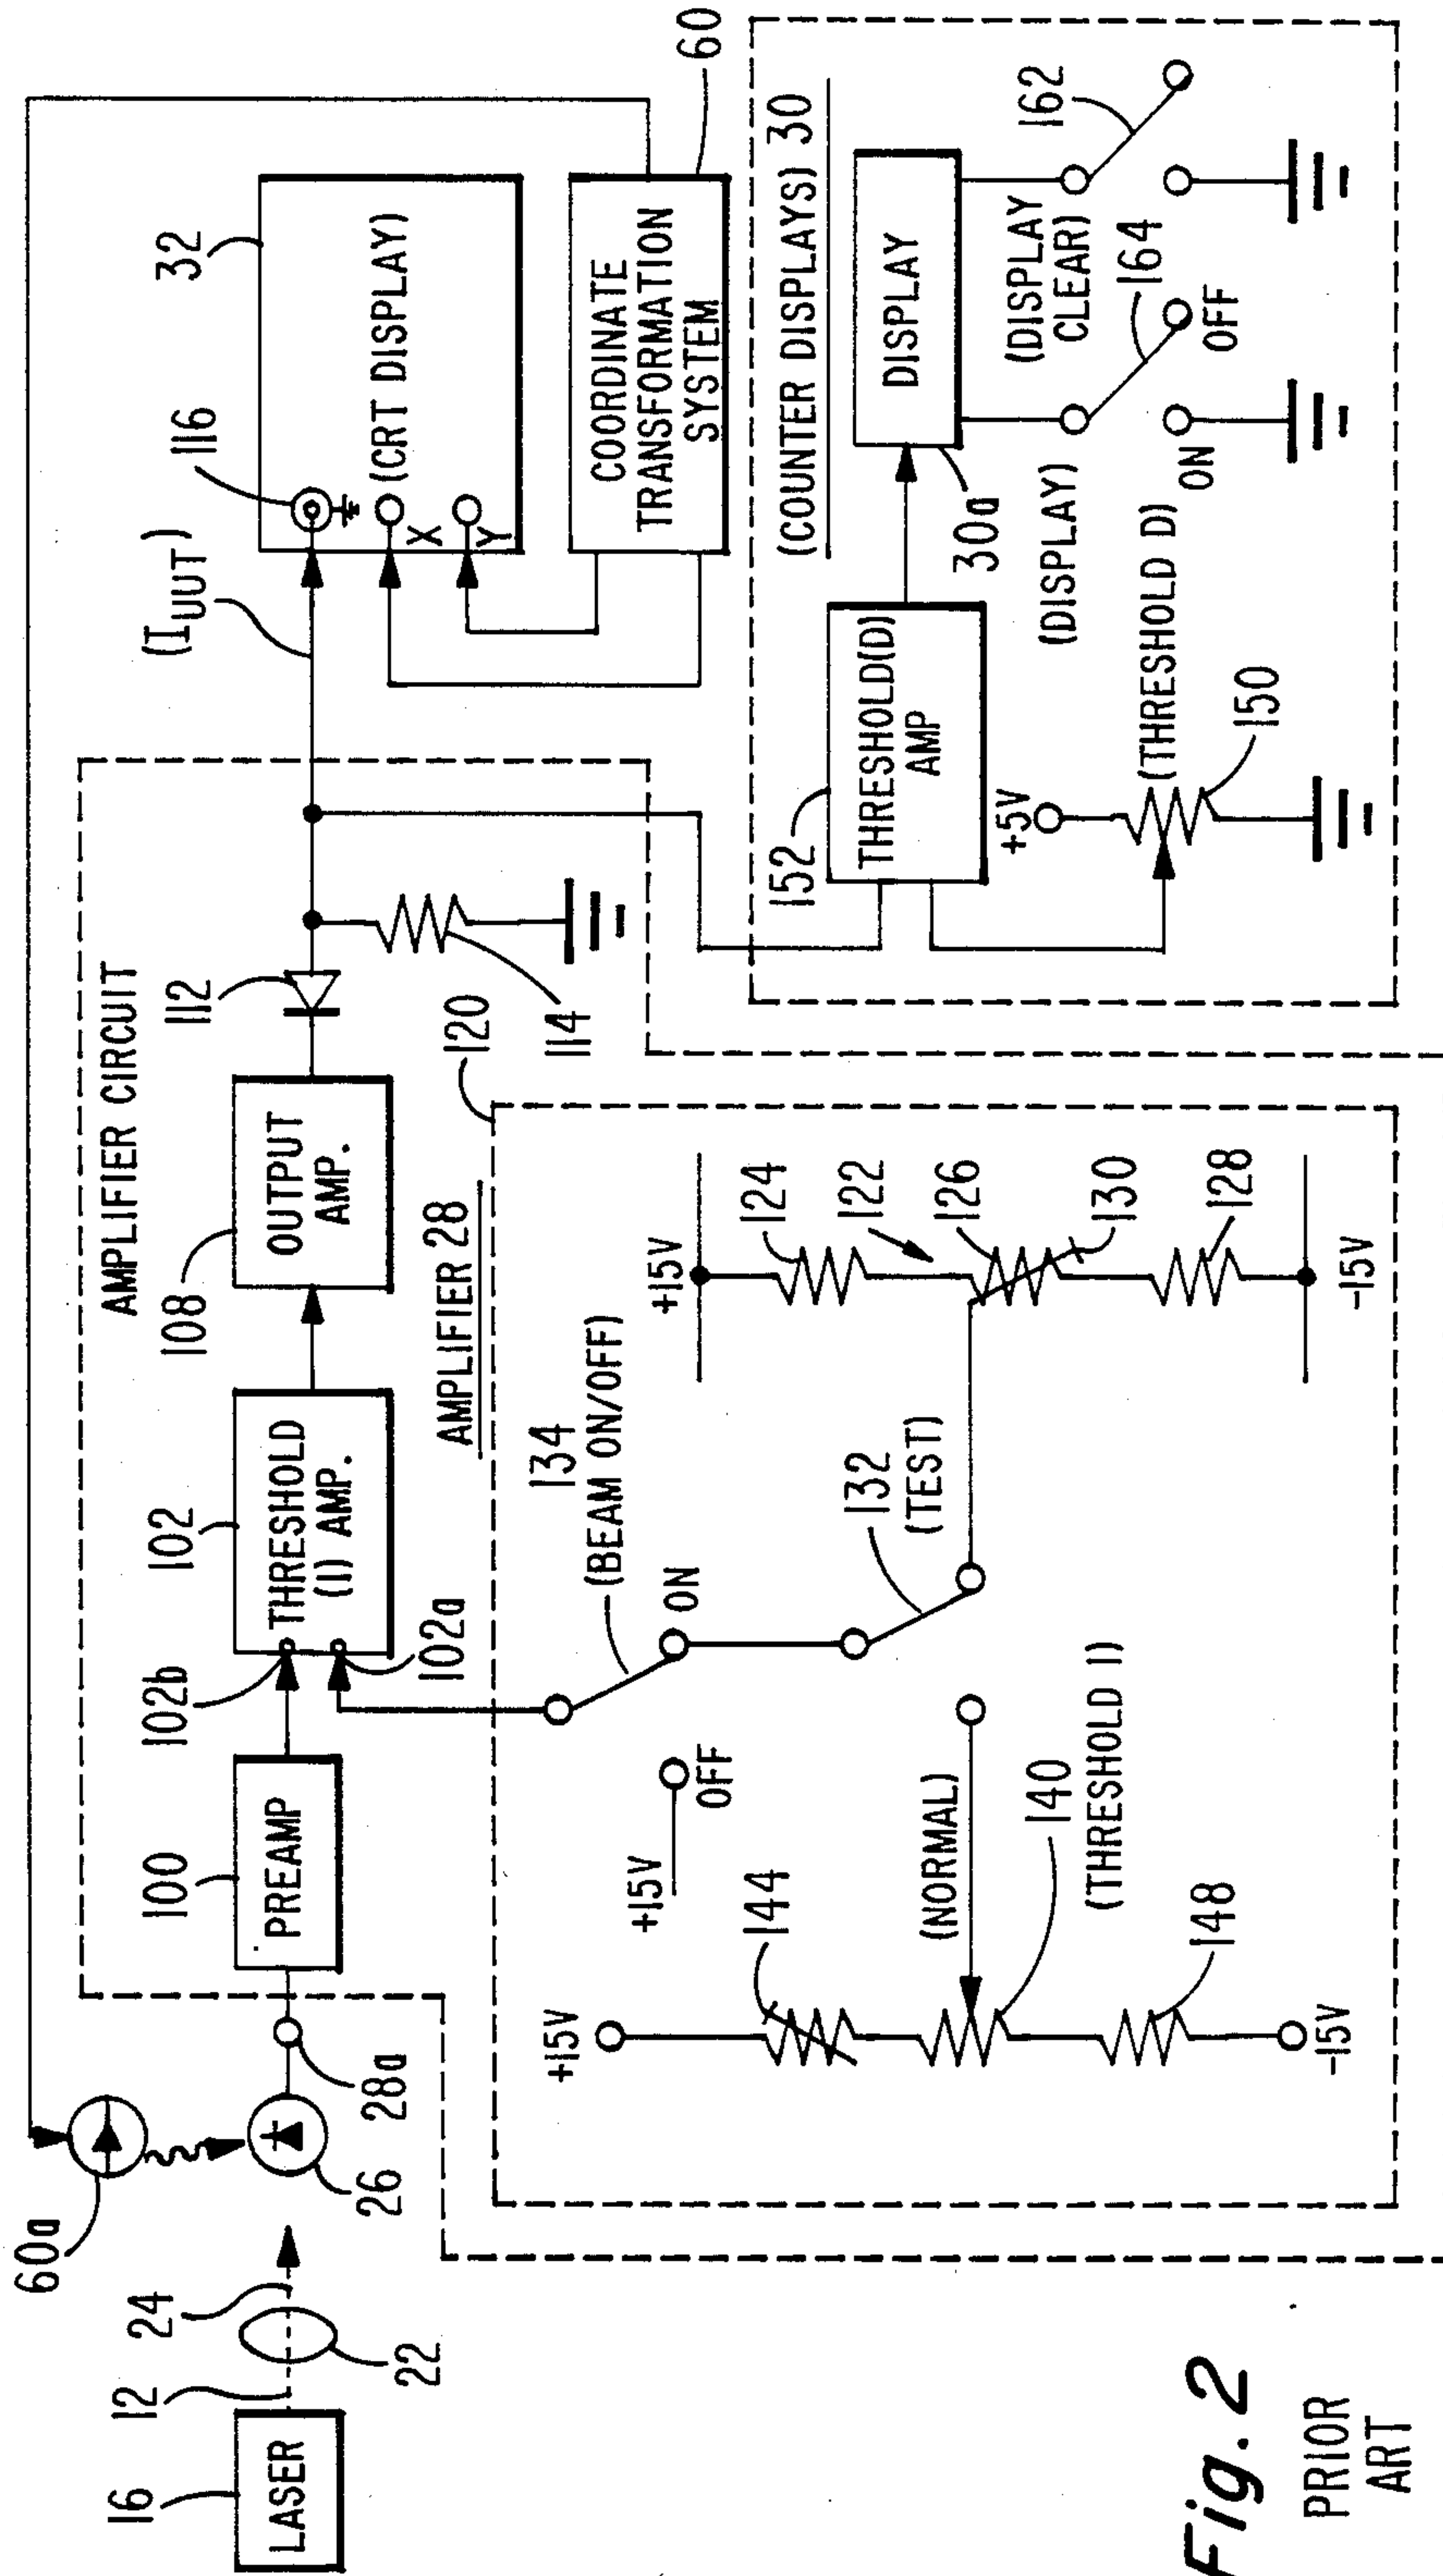 60a
116
32
(IUUT)
(CRT DISPLAY)
X
Y
60
COORDINATE
TRANSFORMATION
SYSTEM
AMPLIFIER CIRCUIT
16
LASER
12
24
22
26
28a
100
PREAMP
102b
102
THRESHOLD
(1) AMP.
102a
108
OUTPUT
AMP.
112
114
AMPLIFIER 28
120
134
(BEAM ON/OFF)
ON
+15V
OFF
132
(TEST)
+15V
124
122
126
130
128
-15V
+15V
144
(NORMAL)
140
(THRESHOLD 1)
148
-15V
(COUNTER DISPLAYS) 30
152
THRESHOLD(D)
AMP
DISPLAY
30a
+5V
(THRESHOLD D)
150
(DISPLAY)
ON
OFF
164
(DISPLAY
CLEAR)
162
Fig. 2
PRIOR
ART